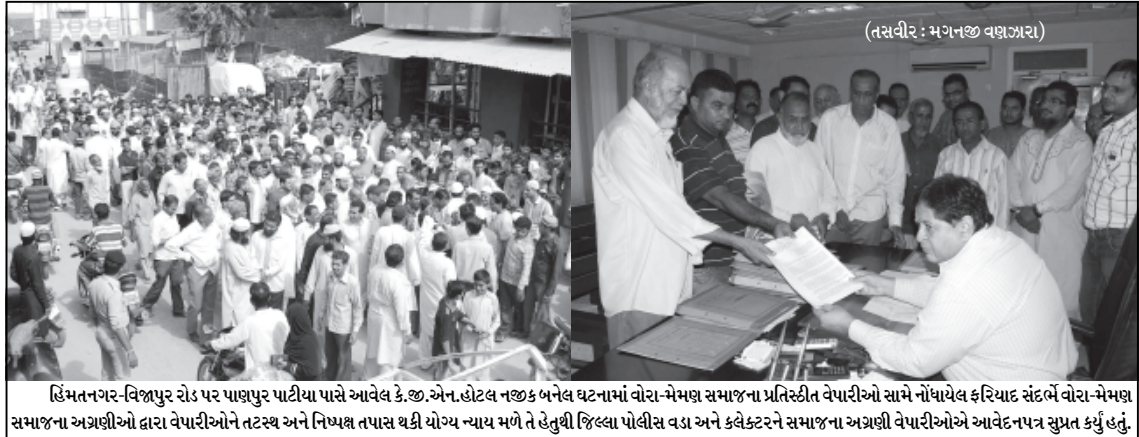 (તસવીર : મગનજી વણઝારા)
હિંમતનગર-વિજાપુર રોડ પર પાણપુર પાટીયા પાસે આવેલ કે.જી.એન.હોટલ નજીક બનેલ ઘટનામાં વોરા-મેમણ સમાજના પ્રતિસ્ઠીત વેપારીઓ સામે નોંધાયેલ ફરિયાદ સંદર્ભે વોરા-મેમણ
સમાજના અગ્રણીઓ દ્વારા વેપારીઓને તટસ્થ અને નિષ્પક્ષ તપાસ થકી યોગ્ય ન્યાય મળે તે હેતુથી જિલ્લા પોલીસ વડા અને કલેક્ટરને સમાજના અગ્રણી વેપારીઓએ આવેદનપત્ર સુપ્રત કર્યું હતું.